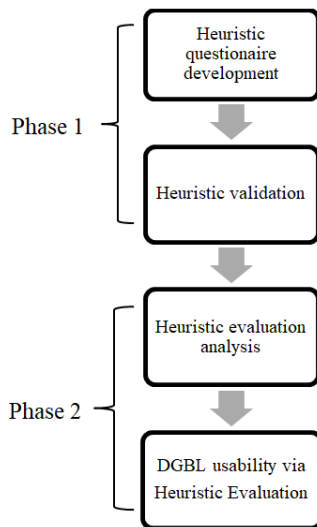 Heuristic
questionaire
development
Phase 1
Heuristic validation
Heuristic evaluation
analysis
Phase 2
DGBL usability via
Heuristic Evaluation